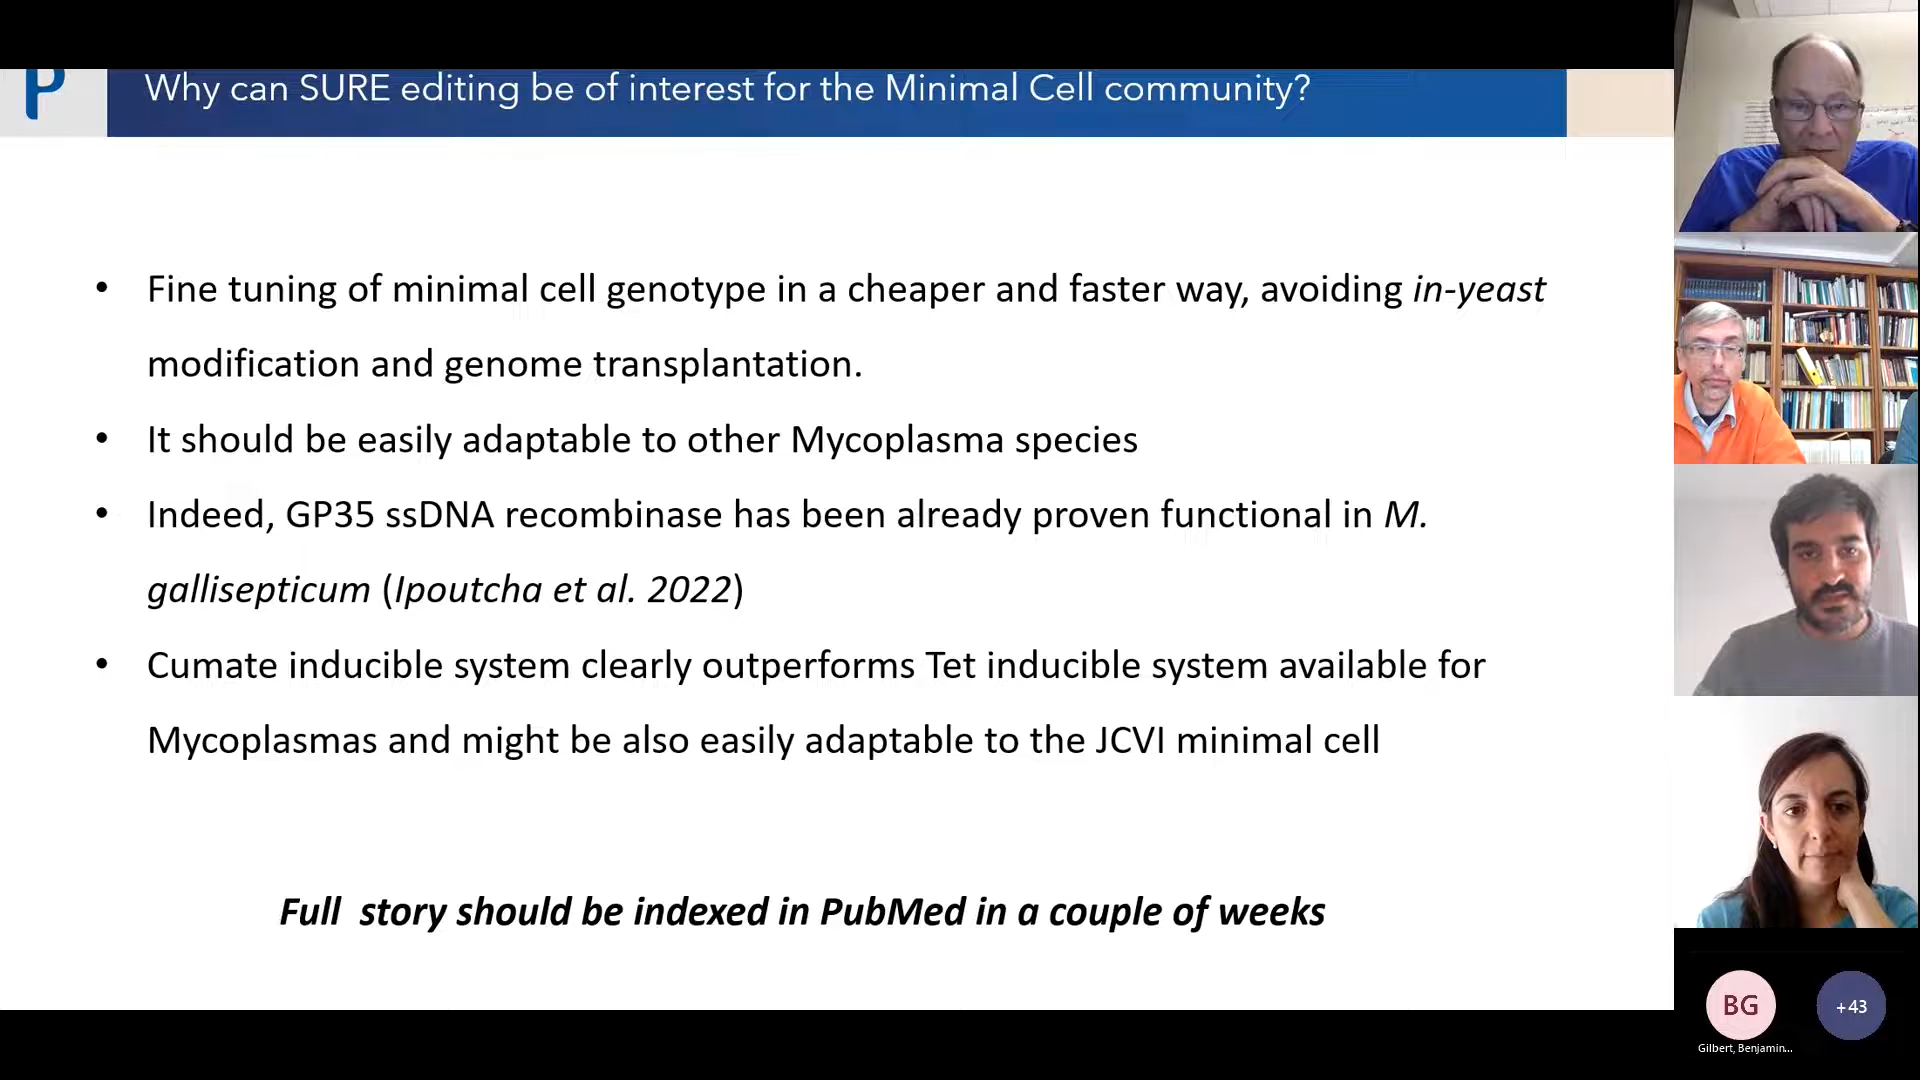 P
Why can SURE editing be of interest for the Minimal Cell community?
• Fine tuning of minimal cell genotype in a cheaper and faster way, avoiding in-yeast
modification and genome transplantation.
• It should be easily adaptable to other Mycoplasma species
• Indeed, GP35 ssDNA recombinase has been already proven functional in M.
gallisepticum (Ipoutcha et al. 2022)
• Cumate inducible system clearly outperforms Tet inducible system available for
Mycoplasmas and might be also easily adaptable to the JCVI minimal cell
Full story should be indexed in PubMed in a couple of weeks
BG
+43
Gilbert, Benjamin...